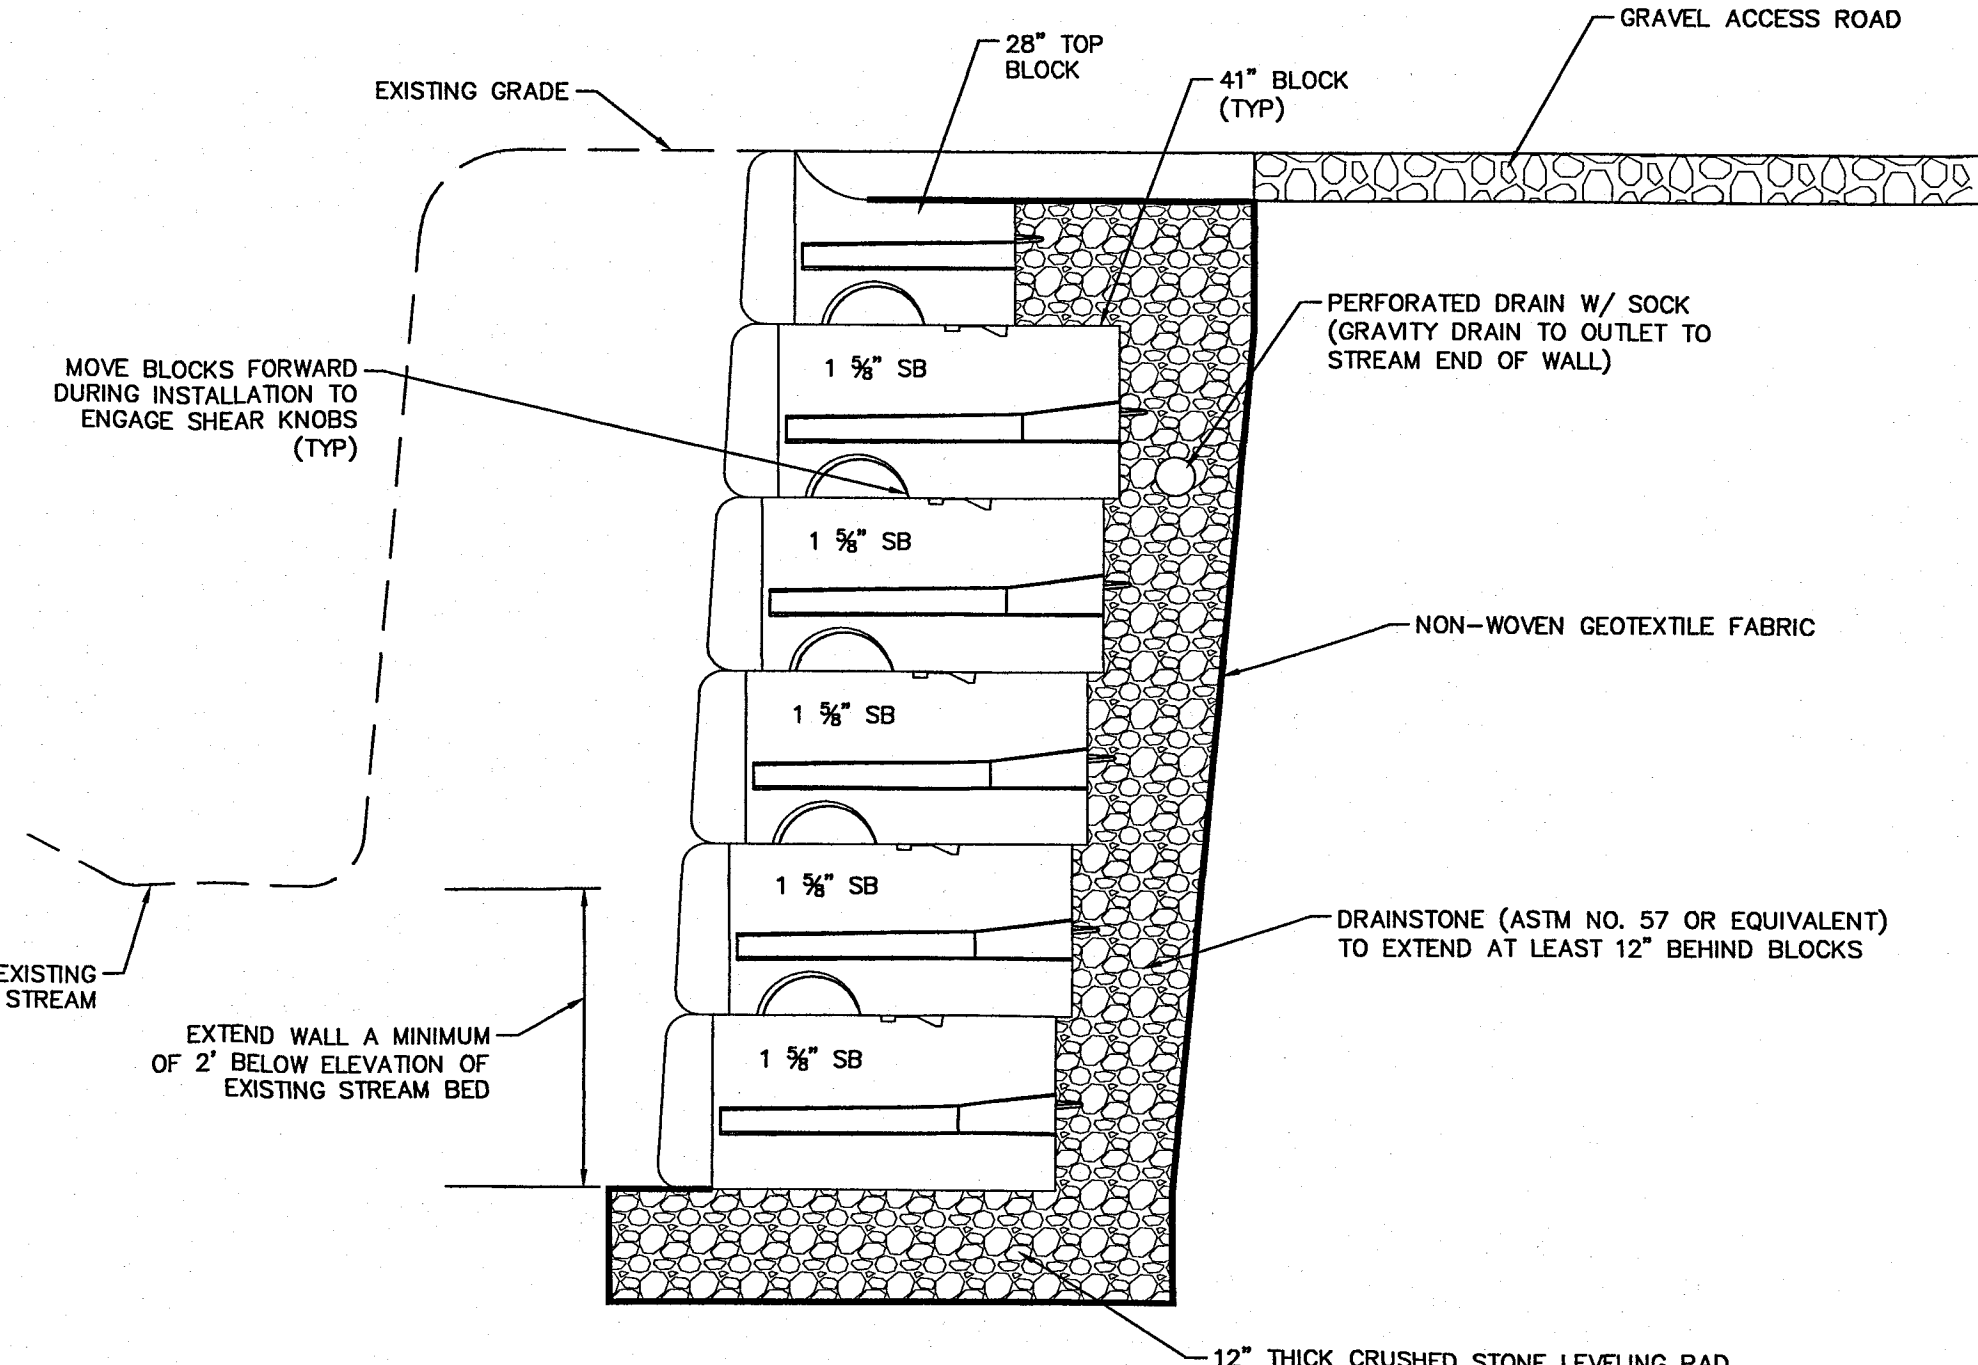 GRAVEL ACCESS ROAD
28" TOP
BLOCK
41" BLOCK
(TYP)
EXISTING GRADE
PERFORATED DRAIN W/ SOCK
(GRAVITY DRAIN TO OUTLET TO
STREAM END OF WALL)
MOVE BLOCKS FORWARD
DURING INSTALLATION TO
ENGAGE SHEAR KNOBS
(TYP)
1 ⅝" SB
1 ⅝" SB
NON-WOVEN GEOTEXTILE FABRIC
1 ⅝" SB
1 ⅝" SB
DRAINSTONE (ASTM NO. 57 OR EQUIVALENT)
TO EXTEND AT LEAST 12" BEHIND BLOCKS
EXISTING
STREAM
EXTEND WALL A MINIMUM
OF 2' BELOW ELEVATION OF
EXISTING STREAM BED
1 ⅝" SB
12" THICK CRUSHED STONE LEVELING PAD